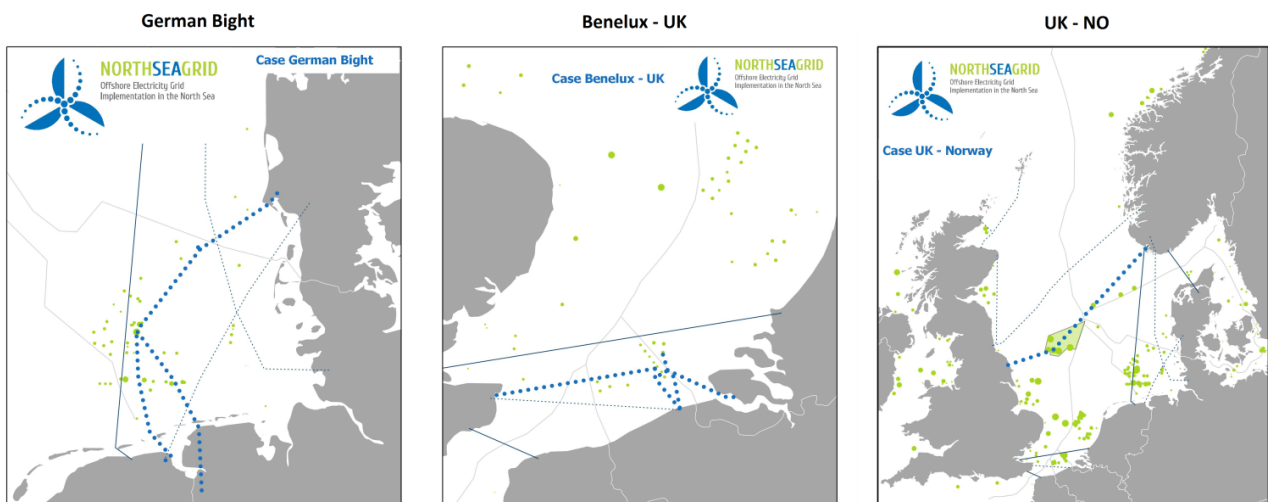 German Bight
Benelux - UK
UK - NO
NORTHSEAGRID
Offshore Electricity Grid
Implementation in the North Sea
Case German Bight
Case Benelux - UK
NORTHSEAGRID
Offshore Electricity Grid
Implementation in the North Sea
NORTHSEAGRID
Offshore Electricity Grid
Implementation in the North Sea
Case UK - Norway